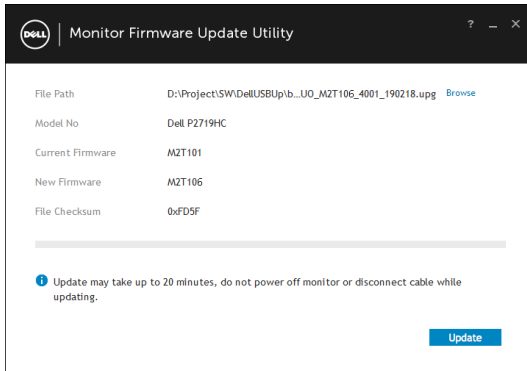 DELL
Monitor Firmware Update Utility
? _ ×
File Path D:\Project\SW\DellUSBUp\b...UO_M2T106_4001_190218.upg Browse
Model No Dell P2719HC
Current Firmware M2T101
New Firmware M2T106
File Checksum 0xFD5F
Update may take up to 20 minutes, do not power off monitor or disconnect cable while
updating.
Update